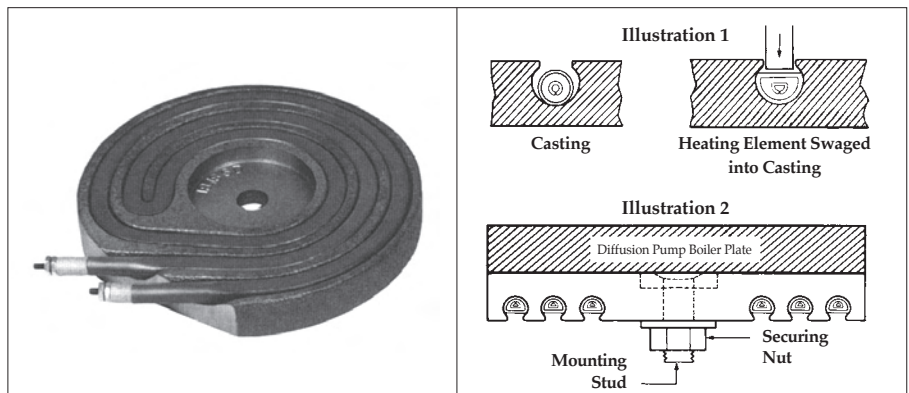 Illustration 1
Casting
Heating Element Swaged
into Casting
Illustration 2
Diffusion Pump Boiler Plate
Mounting
Stud
Securing
Nut